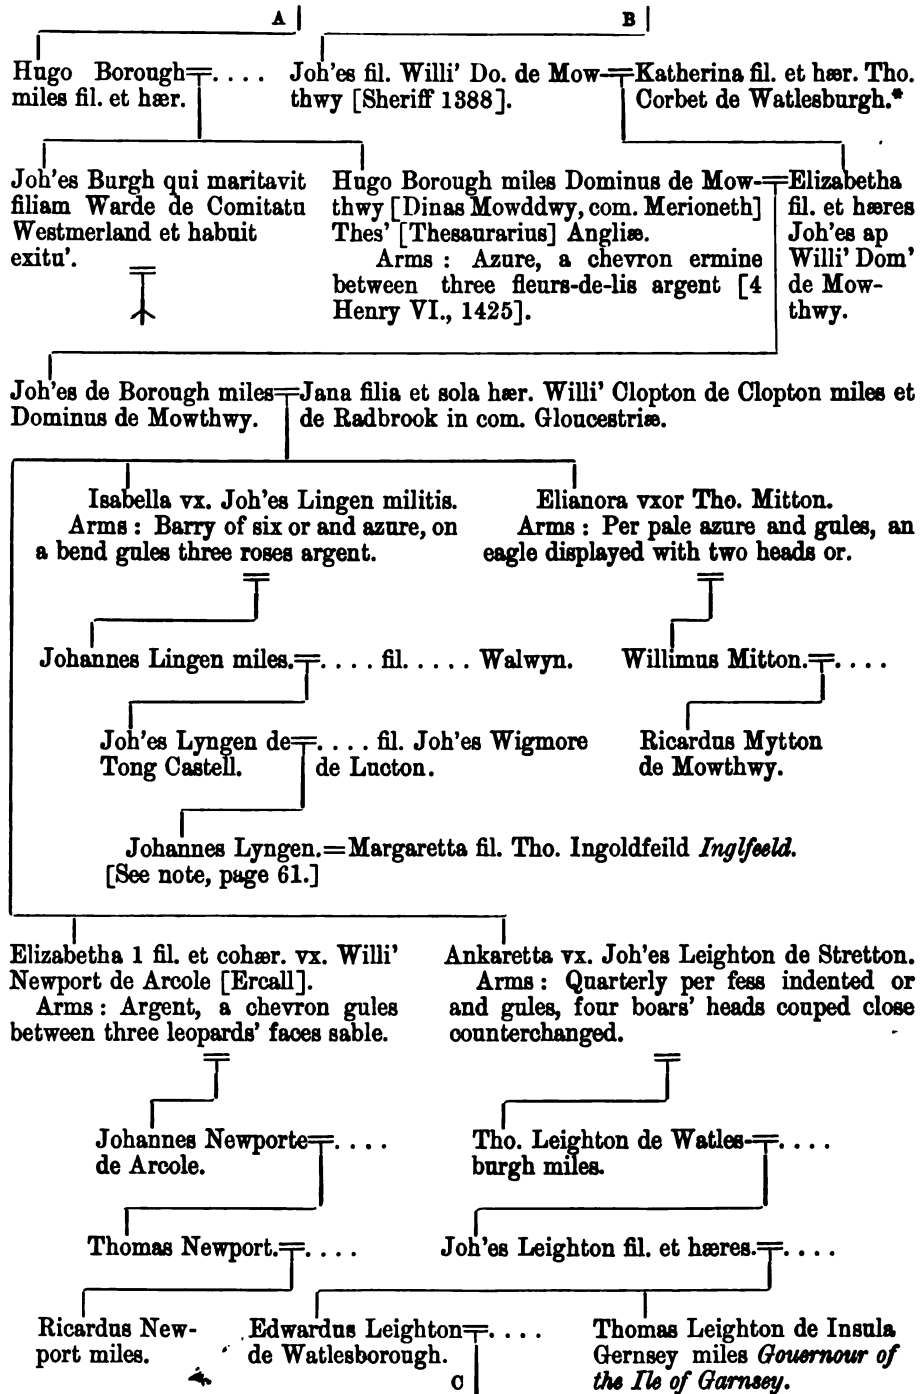 A B
Hugo Borough . . . .
miles fil. et hær.
Joh'es fil. Willi' Do. de Mow-
thwy [Sheriff 1388].
Katherina fil. et hær. Tho.
Corbet de Watlesburgh.*
Joh'es Burgh qui maritavit
filiam Warde de Comitatu
Westmerland et habuit
exitu'.
Hugo Borough miles Dominus de Mow-
thwy [Dinas Mowddwy, com. Merioneth]
Thes' [Thesaurarius] Angliæ.
Arms : Azure, a chevron ermine
between three fleurs-de-lis argent [4
Henry VI., 1425].
Elizabetha
fil. et hæres
Joh'es ap
Willi' Dom'
de Mow-
thwy.
Joh'es de Borough miles
Dominus de Mowthwy.
Jana filia et sola hær. Willi' Clopton de Clopton miles et
de Radbrook in com. Gloucestriæ.
Isabella vx. Joh'es Lingen militis.
Arms : Barry of six or and azure, on
a bend gules three roses argent.
Elianora vxor Tho. Mitton.
Arms : Per pale azure and gules, an
eagle displayed with two heads or.
Johannes Lingen miles. . . . . fil. . . . . Walwyn.
Willimus Mitton. . . . .
Joh'es Lyngen de
Tong Castell.
. . . . fil. Joh'es Wigmore
de Lucton.
Ricardus Mytton
de Mowthwy.
Johannes Lyngen.=Margaretta fil. Tho. Ingoldfeild Inglfeeld.
[See note, page 61.]
Elizabetha 1 fil. et cohær. vx. Willi'
Newport de Arcole [Ercall].
Arms : Argent, a chevron gules
between three leopards' faces sable.
Ankaretta vx. Joh'es Leighton de Stretton.
Arms : Quarterly per fess indented or
and gules, four boars' heads couped close
counterchanged.
Johannes Newporte . . . .
de Arcole.
Tho. Leighton de Watles- . . . .
burgh miles.
Thomas Newport. . . . .
Joh'es Leighton fil. et hæres. . . . .
Ricardus New-
port miles.
Edwardus Leighton . . . .
de Watlesborough.
C
Thomas Leighton de Insula
Gernsey miles Gouernour of
the Ile of Garnsey.